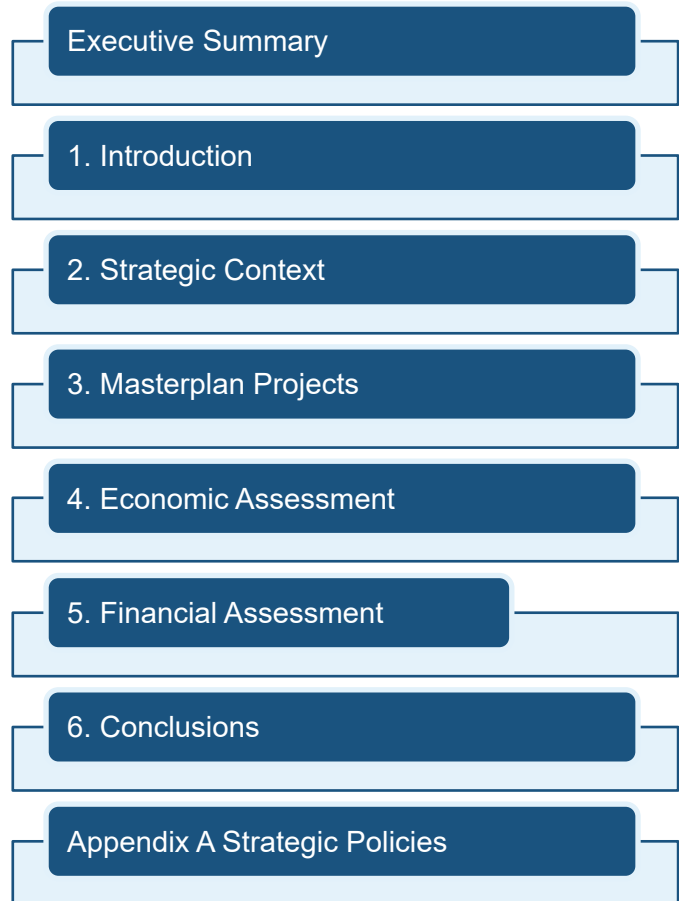 Executive Summary
1. Introduction
2. Strategic Context
3. Masterplan Projects
4. Economic Assessment
5. Financial Assessment
6. Conclusions
Appendix A Strategic Policies